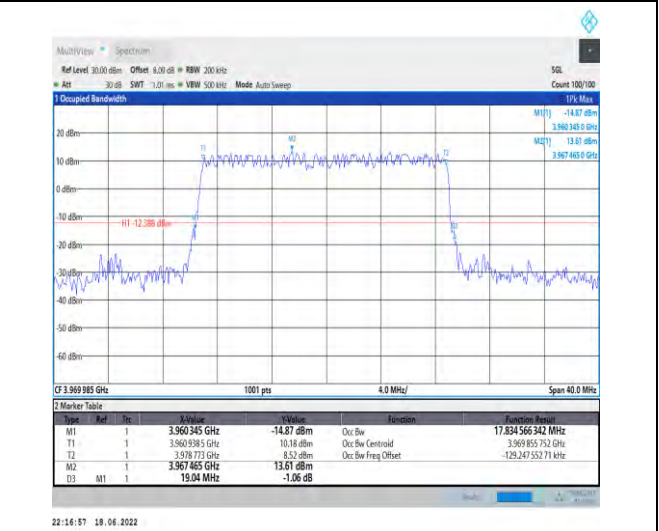 MultiView Spectrum
Ref Level 30.00 dBm Offset 8.00 dB RBW 200 kHz SGL
Att 30 dB SWT 1.01 ms VBW 500 kHz Mode Auto Sweep Count 100/100
1 Occupied Bandwidth 1Pk Max
M1[1] -14.87 dBm
3.960 345 0 GHz
M2[1] 13.61 dBm
3.967 465 0 GHz
20 dBm
M2
T1 T2
10 dBm
0 dBm
-10 dBm
H1 -12.388 dBm
-20 dBm
-30 dBm
-40 dBm
-50 dBm
-60 dBm
CF 3.969 985 GHz 1001 pts 4.0 MHz/ Span 40.0 MHz
2 Marker Table
Type Ref Trc X-Value Y-Value Function Function Result
M1 1 3.960 345 GHz -14.87 dBm Occ Bw 17.834 566 342 MHz
T1 1 3.960 938 5 GHz 10.18 dBm Occ Bw Centroid 3.969 855 752 GHz
T2 1 3.978 773 GHz 8.52 dBm Occ Bw Freq Offset -129.247 552 71 kHz
M2 1 3.967 465 GHz 13.61 dBm
D3 M1 1 19.04 MHz -1.06 dB
22:16:57 18.06.2022